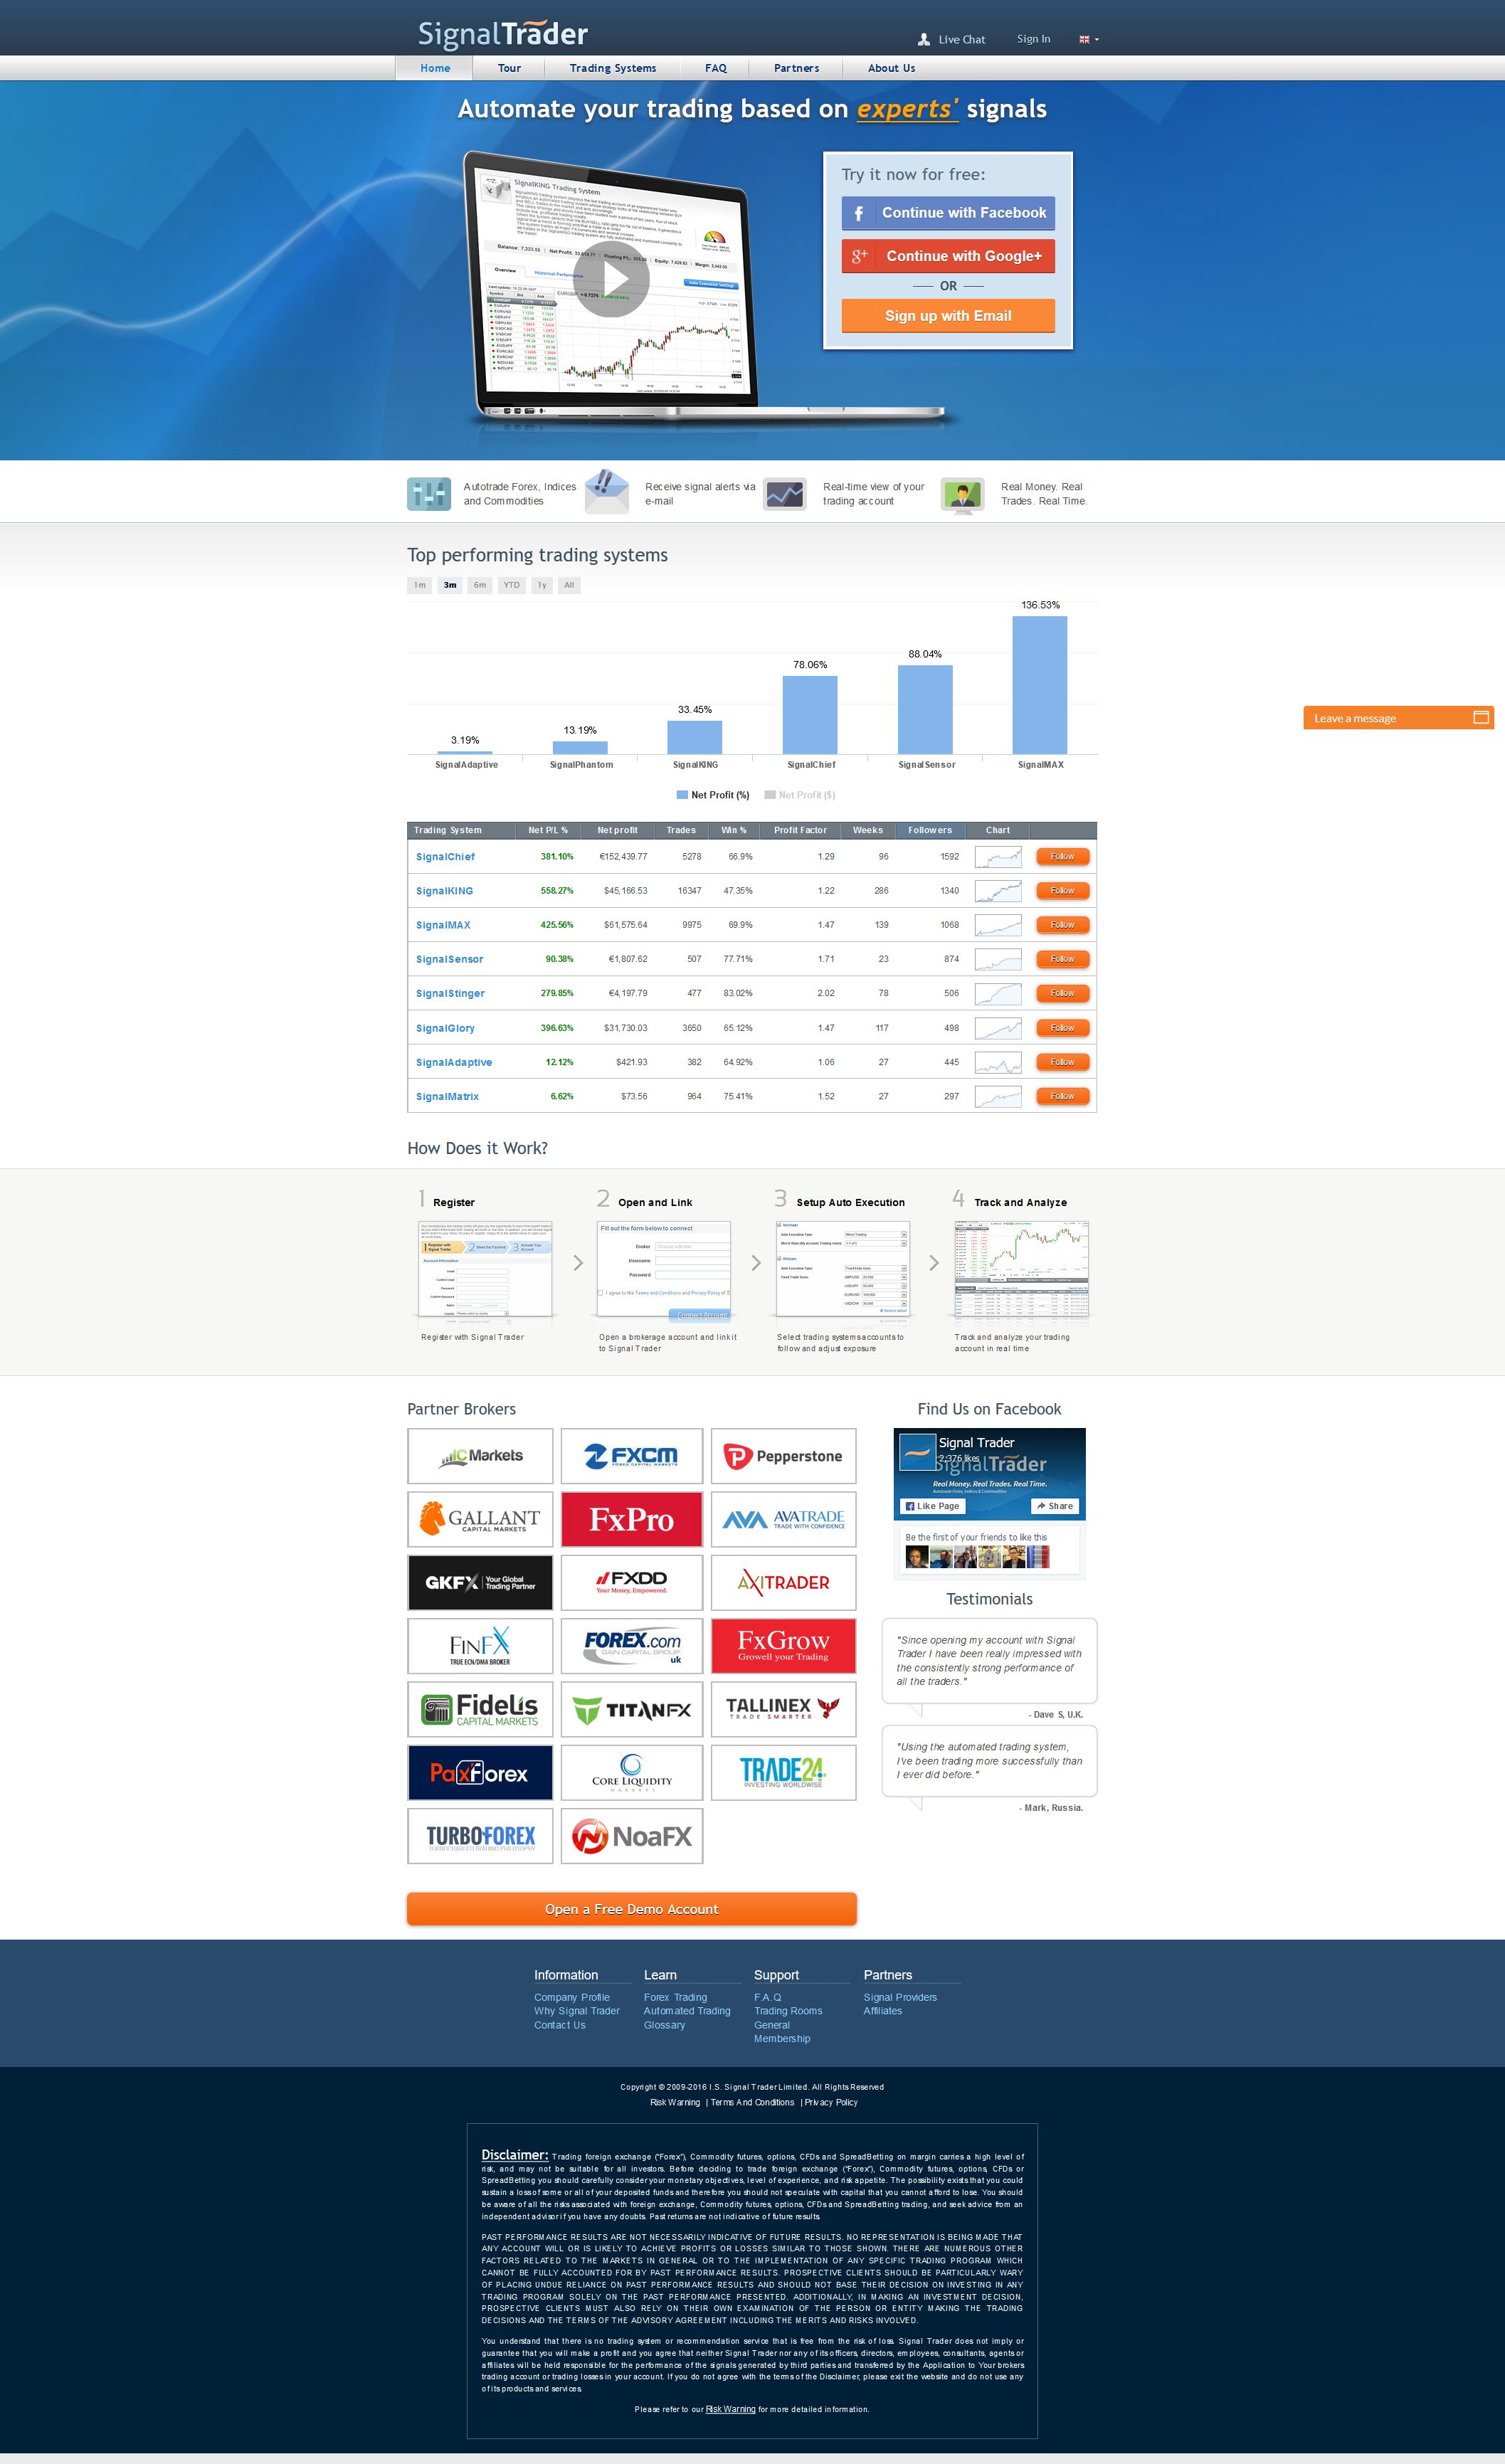 SignalTrader
Live Chat
Sign In
Home
Tour
Trading Systems
FAQ
Partners
About Us
Automate your trading based on experts' signals
SignalKING Trading System
Try it now for free:
Continue with Facebook
Continue with Google+
OR
Sign up with Email
Autotrade Forex, Indices
and Commodities
Receive signal alerts via
e-mail
Real-time view of your
trading account
Real Money. Real
Trades. Real Time.
Top performing trading systems
1m 3m 6m YTD 1y All
136.53%
88.04%
78.06%
33.45%
13.19%
3.19%
SignalAdaptive SignalPhantom SignalKING SignalChief SignalSensor SignalMAX
Net Profit (%) Net Profit ($)
Leave a message
Trading System Net P/L % Net profit Trades Win % Profit Factor Weeks Followers Chart
SignalChief 381.10% €152,439.77 5278 66.9% 1.29 96 1592 Follow
SignalKING 558.27% $45,166.53 16347 47.35% 1.22 286 1340 Follow
SignalMAX 425.56% $61,575.64 9975 69.9% 1.47 139 1068 Follow
SignalSensor 90.38% €1,807.62 507 77.71% 1.71 23 874 Follow
SignalStinger 279.85% €4,197.79 477 83.02% 2.02 78 506 Follow
SignalGlory 396.63% $31,730.03 3650 65.12% 1.47 117 498 Follow
SignalAdaptive 12.12% $421.93 382 64.92% 1.06 27 445 Follow
SignalMatrix 6.62% $73.56 964 75.41% 1.52 27 297 Follow
How Does it Work?
1 Register
2 Open and Link
3 Setup Auto Execution
4 Track and Analyze
Fill out the form below to connect
Broker
Username
Password
I agree to the Terms and Conditions and Privacy Policy of S
Connect Account
Register with Signal Trader
Open a brokerage account and link it
to Signal Trader
Select trading systems accounts to
follow and adjust exposure
Track and analyze your trading
account in real time
Partner Brokers
IC Markets
FXCM
FOREX CAPITAL MARKETS
Pepperstone
GALLANT
CAPITAL MARKETS
FxPro
AVA AVATRADE
TRADE WITH CONFIDENCE
GKFX Your Global
Trading Partner
FXDD
Your Money, Empowered.
AXITRADER
FINFX
TRUE ECN/DMA BROKER
FOREX.com
GAIN CAPITAL GROUP
uk
FxGrow
Growell your Trading
Fidelis
CAPITAL MARKETS
TITANFX
TALLINEX
TRADE SMARTER
PaxForex
CORE LIQUIDITY
MARKETS
TRADE24
INVESTING WORLDWISE
TURBOFOREX
NoaFX
Open a Free Demo Account
Find Us on Facebook
Signal Trader
2,376 likes
SignalTrader
Real Money. Real Trades. Real Time.
Autotrade Forex, Indices & Commodities
Like Page
Share
Be the first of your friends to like this
Testimonials
"Since opening my account with Signal
Trader I have been really impressed with
the consistently strong performance of
all the traders."
- Dave S, U.K.
"Using the automated trading system,
I've been trading more successfully than
I ever did before."
- Mark, Russia.
Information
Company Profile
Why Signal Trader
Contact Us
Learn
Forex Trading
Automated Trading
Glossary
Support
F.A.Q
Trading Rooms
General
Membership
Partners
Signal Providers
Affiliates
Copyright © 2009-2016 I.S. Signal Trader Limited. All Rights Reserved
Risk Warning | Terms And Conditions | Privacy Policy
Disclaimer: Trading foreign exchange ("Forex"), Commodity futures, options, CFDs and SpreadBetting on margin carries a high level of
risk, and may not be suitable for all investors. Before deciding to trade foreign exchange ("Forex"), Commodity futures, options, CFDs or
SpreadBetting you should carefully consider your monetary objectives, level of experience, and risk appetite. The possibility exists that you could
sustain a loss of some or all of your deposited funds and therefore you should not speculate with capital that you cannot afford to lose. You should
be aware of all the risks associated with foreign exchange, Commodity futures, options, CFDs and SpreadBetting trading, and seek advice from an
independent advisor if you have any doubts. Past returns are not indicative of future results.
PAST PERFORMANCE RESULTS ARE NOT NECESSARILY INDICATIVE OF FUTURE RESULTS. NO REPRESENTATION IS BEING MADE THAT
ANY ACCOUNT WILL OR IS LIKELY TO ACHIEVE PROFITS OR LOSSES SIMILAR TO THOSE SHOWN. THERE ARE NUMEROUS OTHER
FACTORS RELATED TO THE MARKETS IN GENERAL OR TO THE IMPLEMENTATION OF ANY SPECIFIC TRADING PROGRAM WHICH
CANNOT BE FULLY ACCOUNTED FOR BY PAST PERFORMANCE RESULTS. PROSPECTIVE CLIENTS SHOULD BE PARTICULARLY WARY
OF PLACING UNDUE RELIANCE ON PAST PERFORMANCE RESULTS AND SHOULD NOT BASE THEIR DECISION ON INVESTING IN ANY
TRADING PROGRAM SOLELY ON THE PAST PERFORMANCE PRESENTED. ADDITIONALLY, IN MAKING AN INVESTMENT DECISION,
PROSPECTIVE CLIENTS MUST ALSO RELY ON THEIR OWN EXAMINATION OF THE PERSON OR ENTITY MAKING THE TRADING
DECISIONS AND THE TERMS OF THE ADVISORY AGREEMENT INCLUDING THE MERITS AND RISKS INVOLVED.
You understand that there is no trading system or recommendation service that is free from the risk of loss. Signal Trader does not imply or
guarantee that you will make a profit and you agree that neither Signal Trader nor any of its officers, directors, employees, consultants, agents or
affiliates will be held responsible for the performance of the signals generated by third parties and transferred by the Application to Your brokers
trading account or trading losses in your account. If you do not agree with the terms of the Disclaimer, please exit the website and do not use any
of its products and services.
Please refer to our Risk Warning for more detailed information.